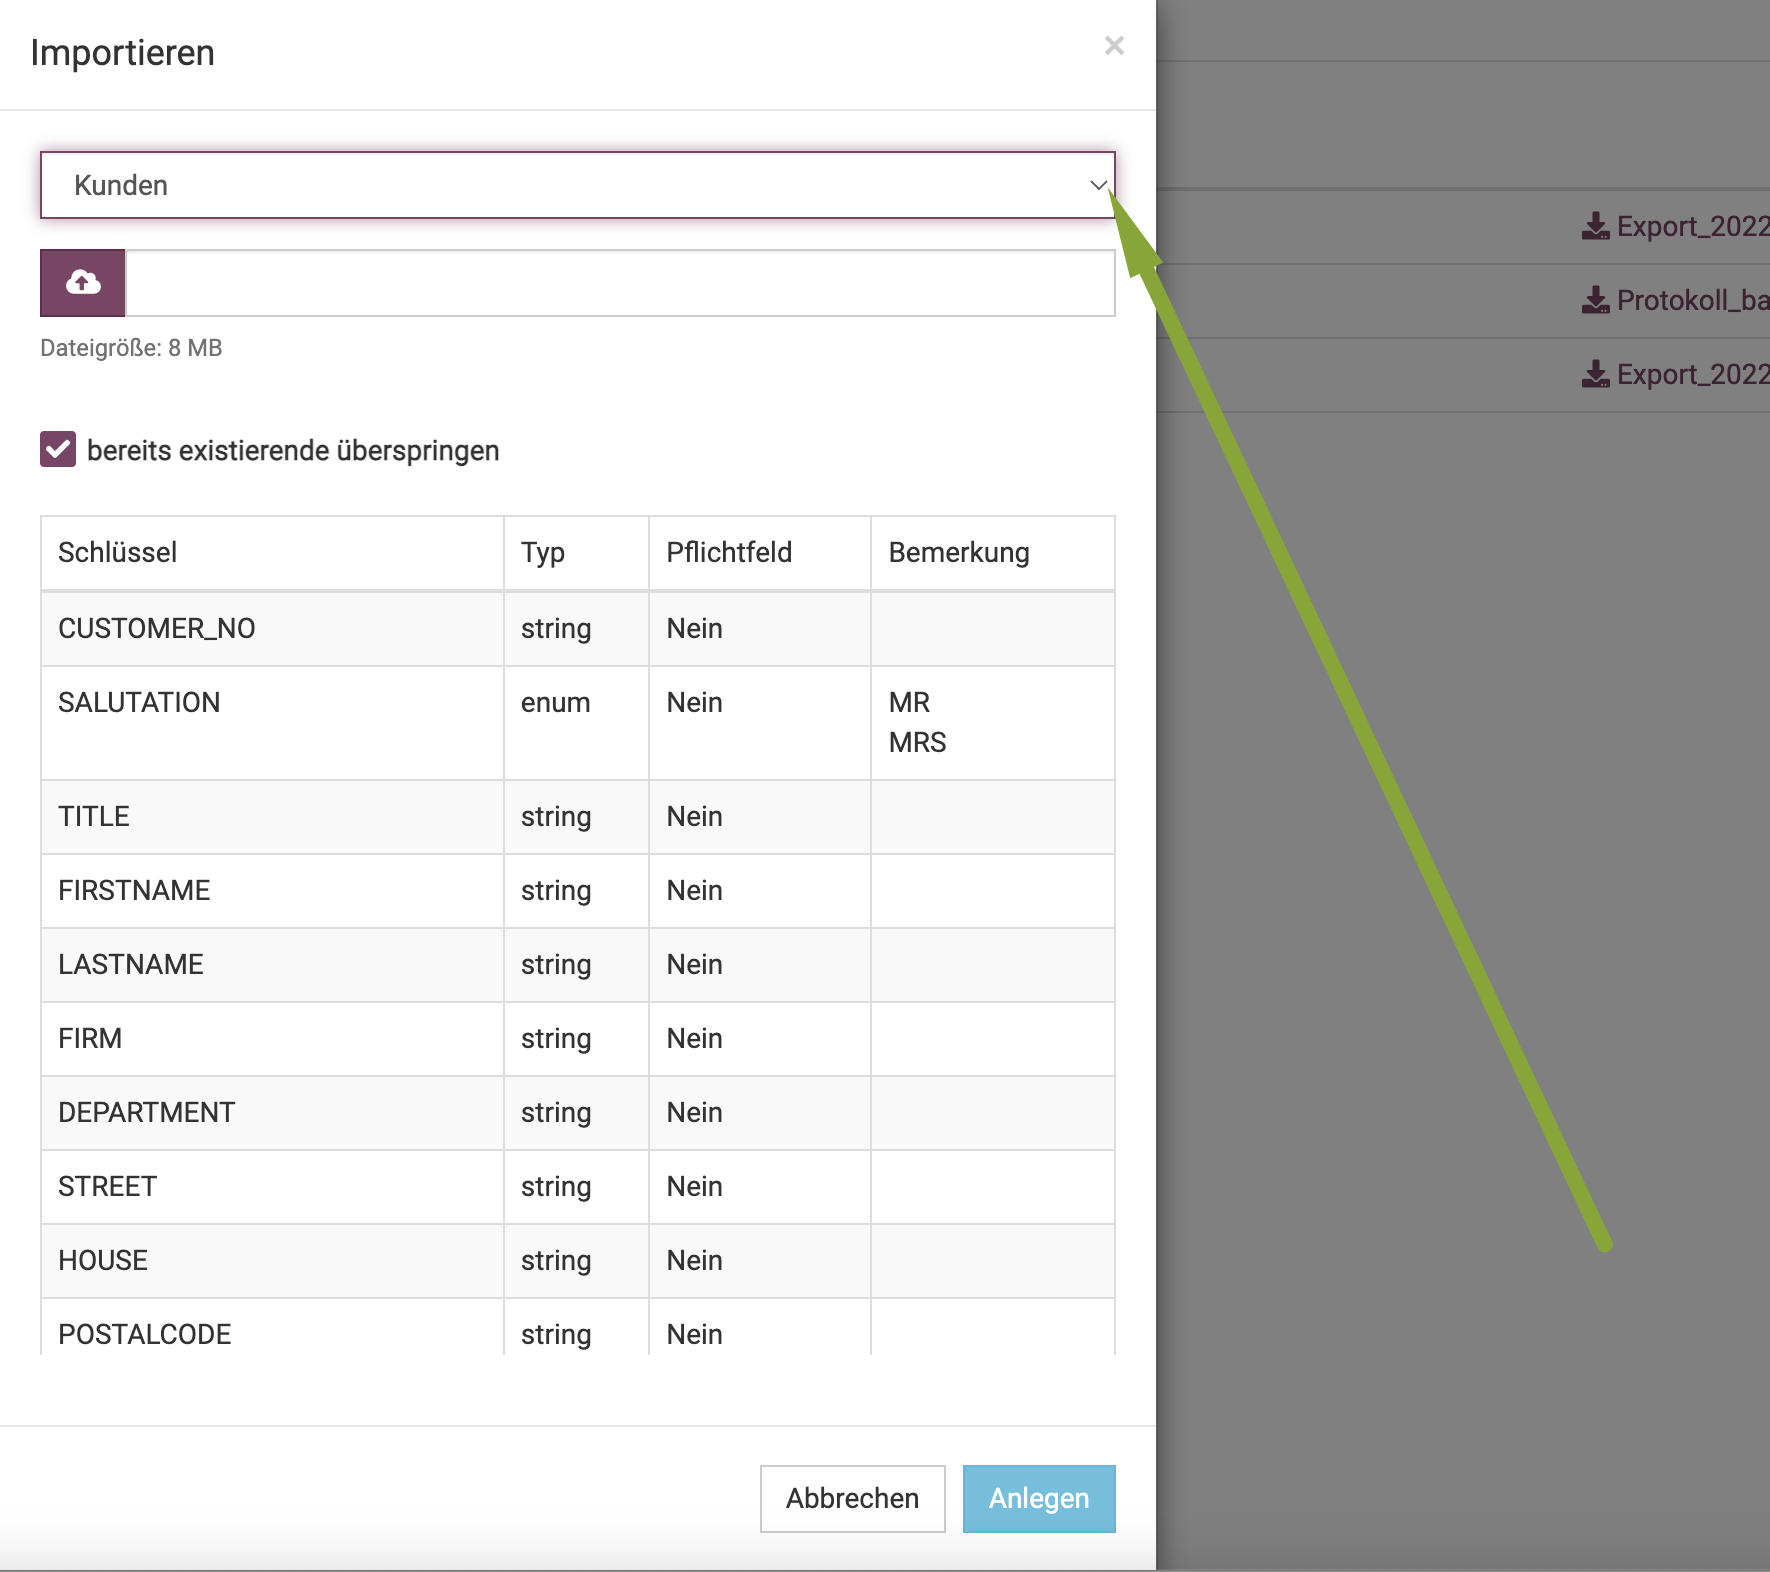 Importieren
×
Kunden
Dateigröße: 8 MB
bereits existierende überspringen
Schlüssel Typ Pflichtfeld Bemerkung
CUSTOMER_NO string Nein
SALUTATION enum Nein MR
MRS
TITLE string Nein
FIRSTNAME string Nein
LASTNAME string Nein
FIRM string Nein
DEPARTMENT string Nein
STREET string Nein
HOUSE string Nein
POSTALCODE string Nein
Abbrechen Anlegen
Export_2022
Protokoll_ba
Export_2022